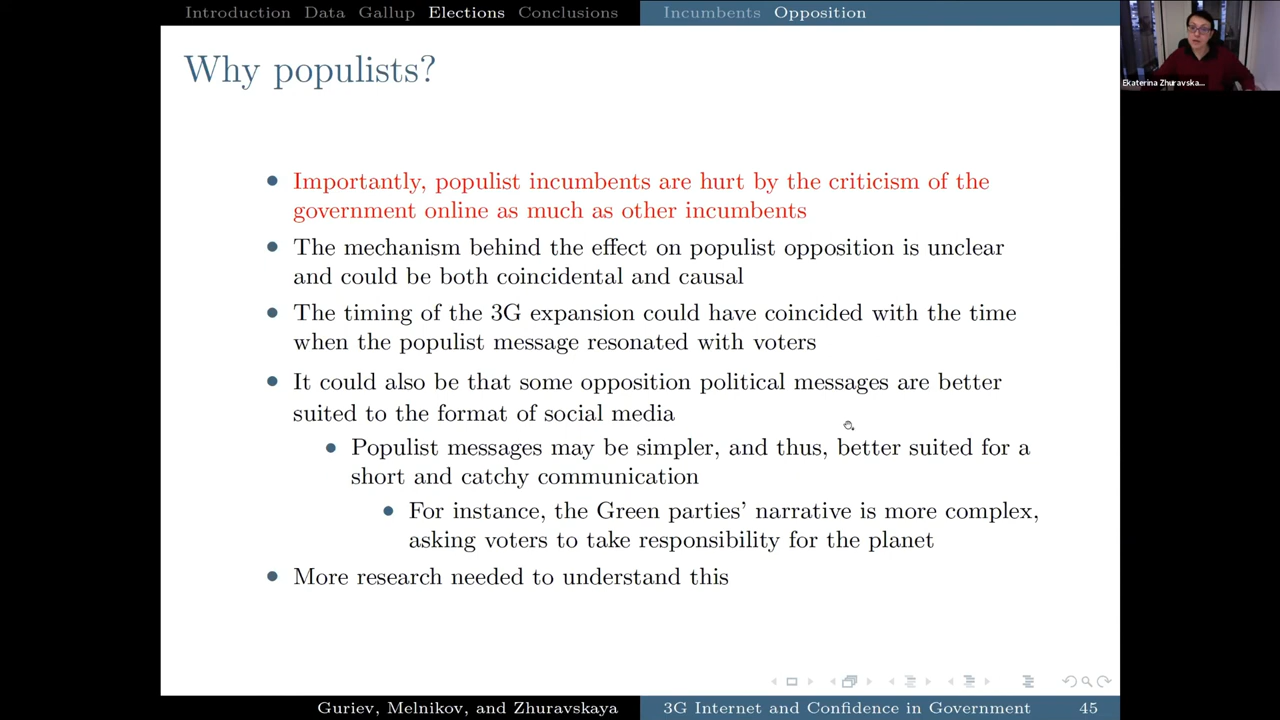 Introduction Data Gallup Elections Conclusions Incumbents Opposition
Why populists?
Importantly, populist incumbents are hurt by the criticism of the
government online as much as other incumbents
The mechanism behind the effect on populist opposition is unclear
and could be both coincidental and causal
The timing of the 3G expansion could have coincided with the time
when the populist message resonated with voters
It could also be that some opposition political messages are better
suited to the format of social media
Populist messages may be simpler, and thus, better suited for a
short and catchy communication
For instance, the Green parties' narrative is more complex,
asking voters to take responsibility for the planet
More research needed to understand this
Guriev, Melnikov, and Zhuravskaya 3G Internet and Confidence in Government 45
Ekaterina Zhuravska...